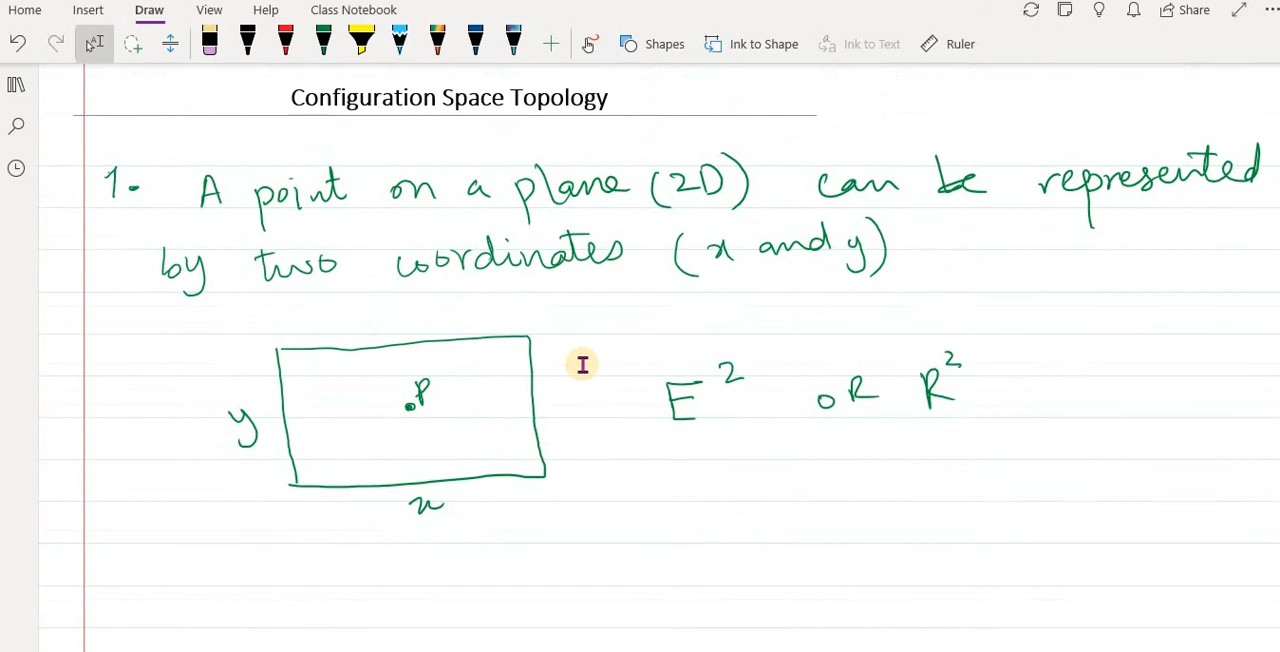 Home Insert Draw View Help Class Notebook
Share
Shapes Ink to Shape Ink to Text Ruler
Configuration Space Topology
1. A point on a plane (2D) can be represented
by two coordinates (x and y)
P
E² OR R²
y
x